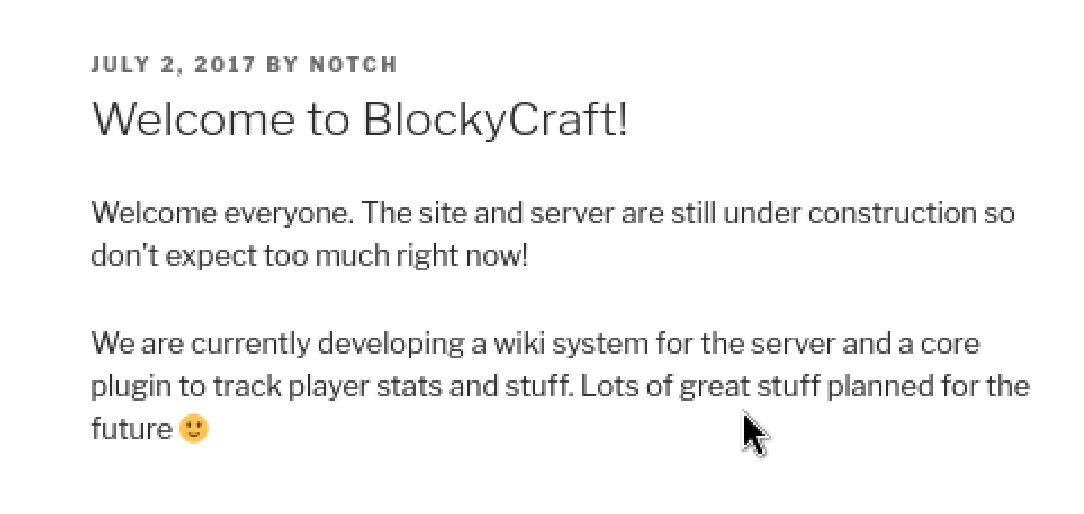 JULY 2, 2017 BY NOTCH
Welcome to BlockyCraft!
Welcome everyone. The site and server are still under construction so
don't expect too much right now!
We are currently developing a wiki system for the server and a core
plugin to track player stats and stuff. Lots of great stuff planned for the
future 🙂